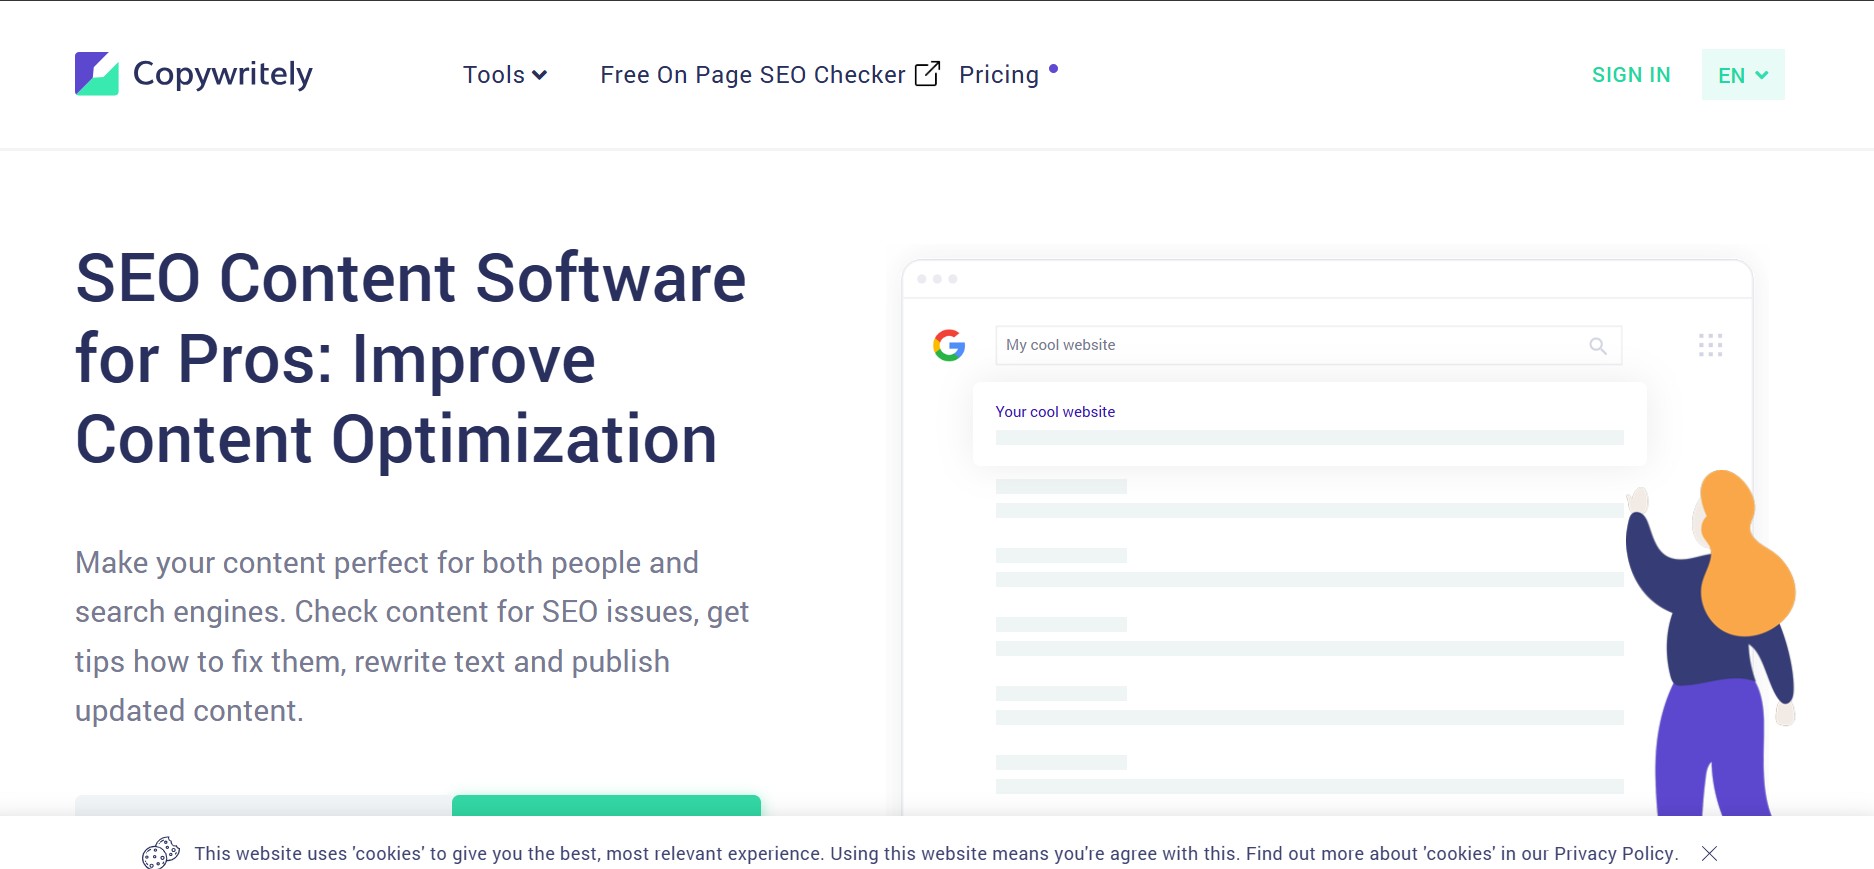 Copywritely
Tools
Free On Page SEO Checker
Pricing
SIGN IN
EN
SEO Content Software
for Pros: Improve
Content Optimization
Make your content perfect for both people and
search engines. Check content for SEO issues, get
tips how to fix them, rewrite text and publish
updated content.
My cool website
Your cool website
This website uses 'cookies' to give you the best, most relevant experience. Using this website means you're agree with this. Find out more about 'cookies' in our Privacy Policy.